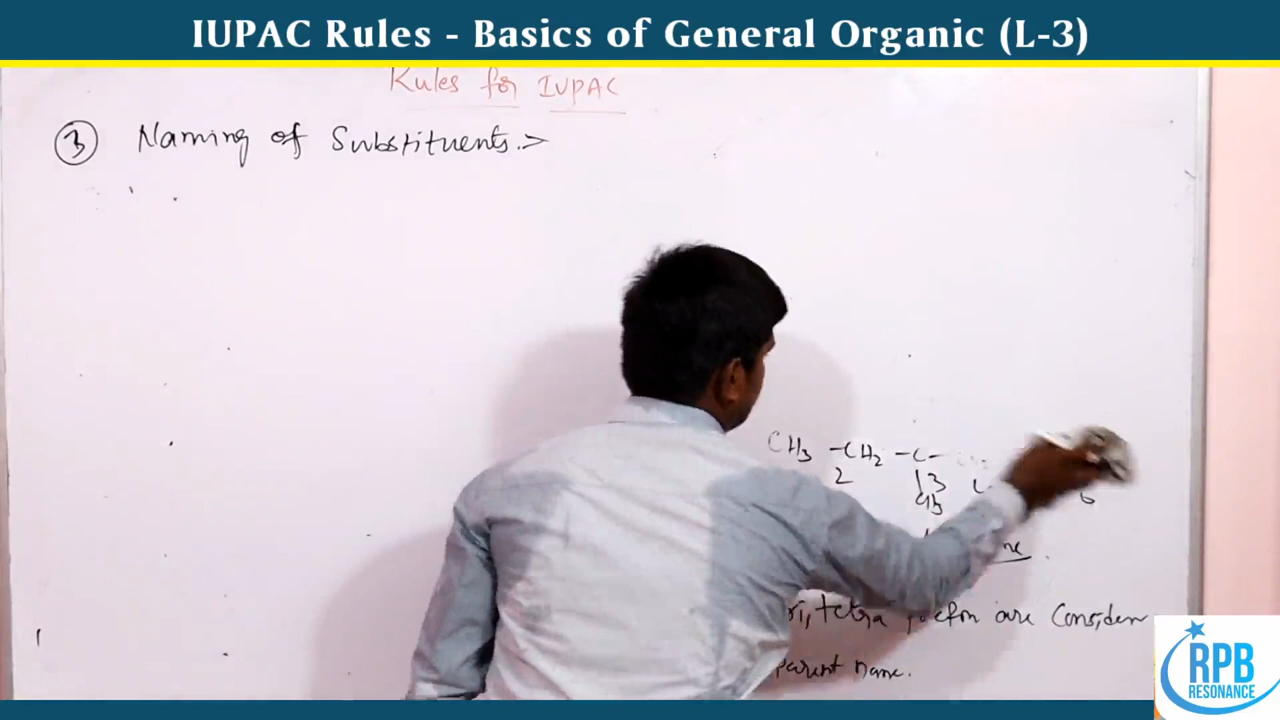 IUPAC Rules - Basics of General Organic (L-3)
Rules for IUPAC
③ Naming of Substituents:->
CH3 -CH2 -C-
2 3
6
tetra are Consider
parent name.
RPB
RESONANCE